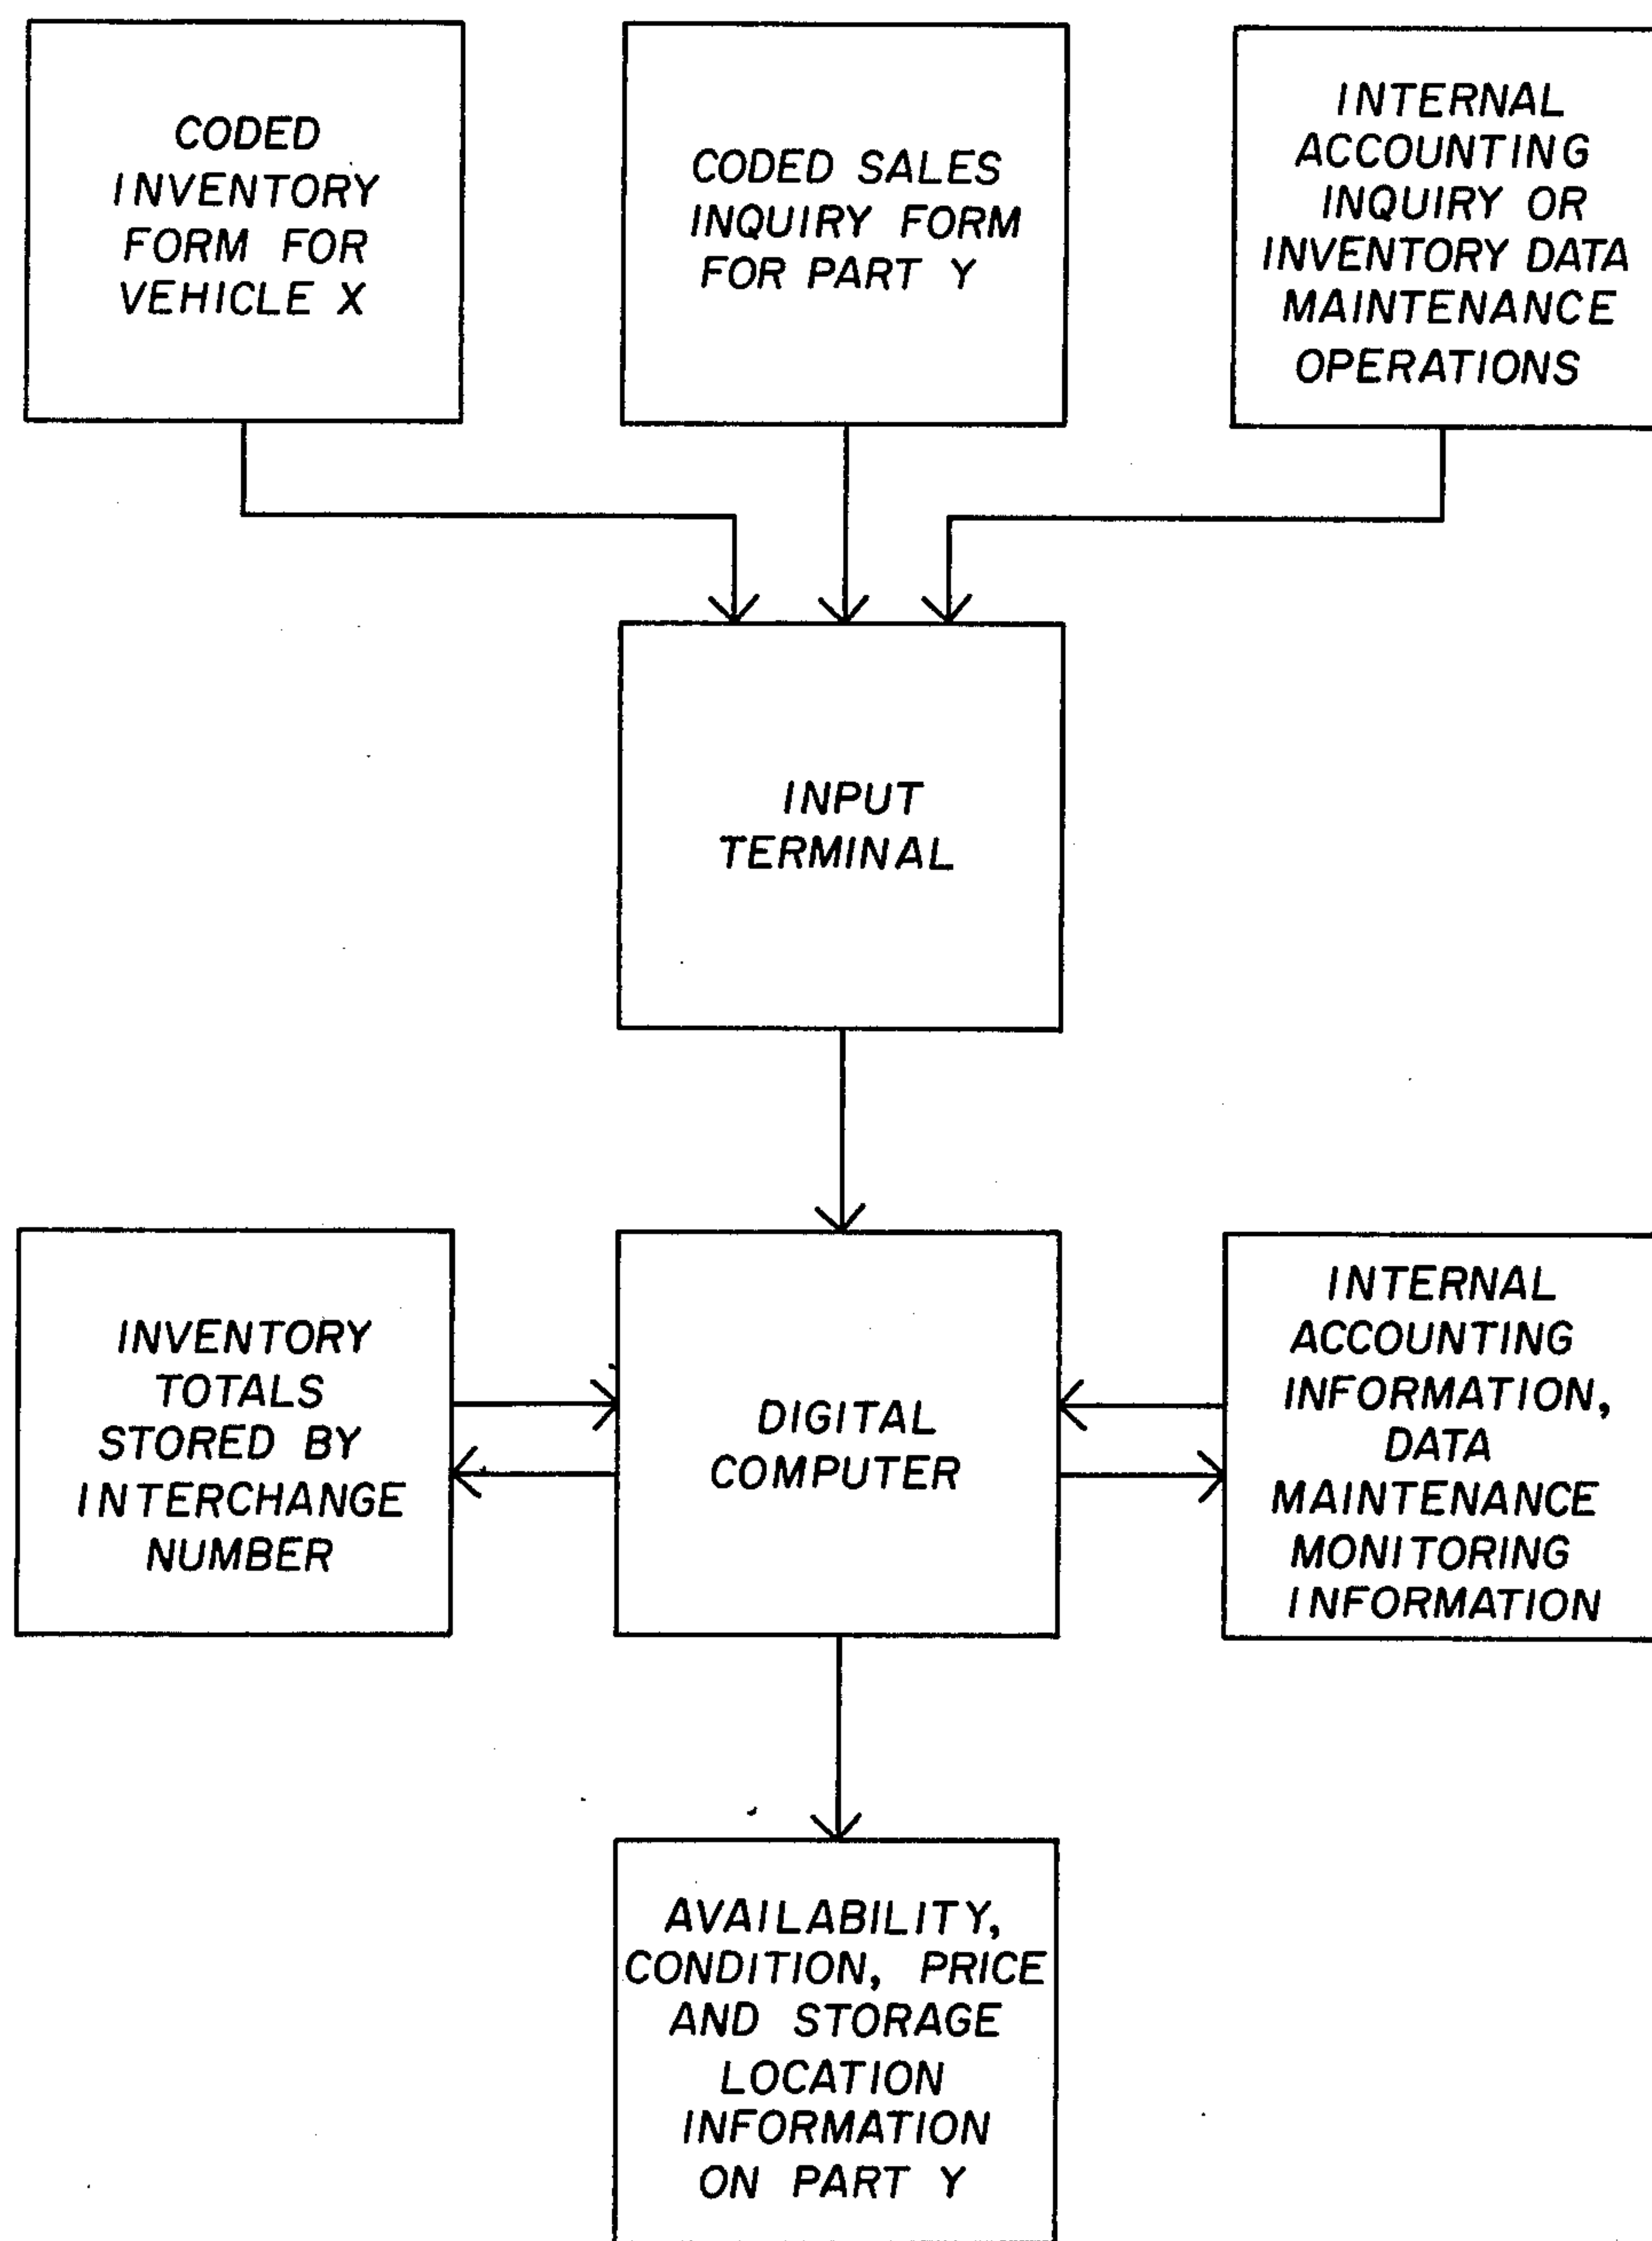 CODED
INVENTORY
FORM FOR
VEHICLE X
CODED SALES
INQUIRY FORM
FOR PART Y
INTERNAL
ACCOUNTING
INQUIRY OR
INVENTORY DATA
MAINTENANCE
OPERATIONS
INPUT
TERMINAL
INVENTORY
TOTALS
STORED BY
INTERCHANGE
NUMBER
DIGITAL
COMPUTER
INTERNAL
ACCOUNTING
INFORMATION,
DATA
MAINTENANCE
MONITORING
INFORMATION
AVAILABILITY,
CONDITION, PRICE
AND STORAGE
LOCATION
INFORMATION
ON PART Y